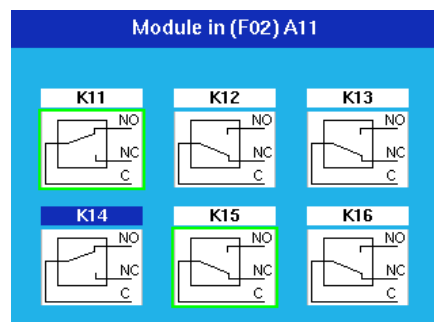 Module in (F02) A11
K11 K12 K13
NO NO NO
NC NC NC
C C C
K14 K15 K16
NO NO NO
NC NC NC
C C C